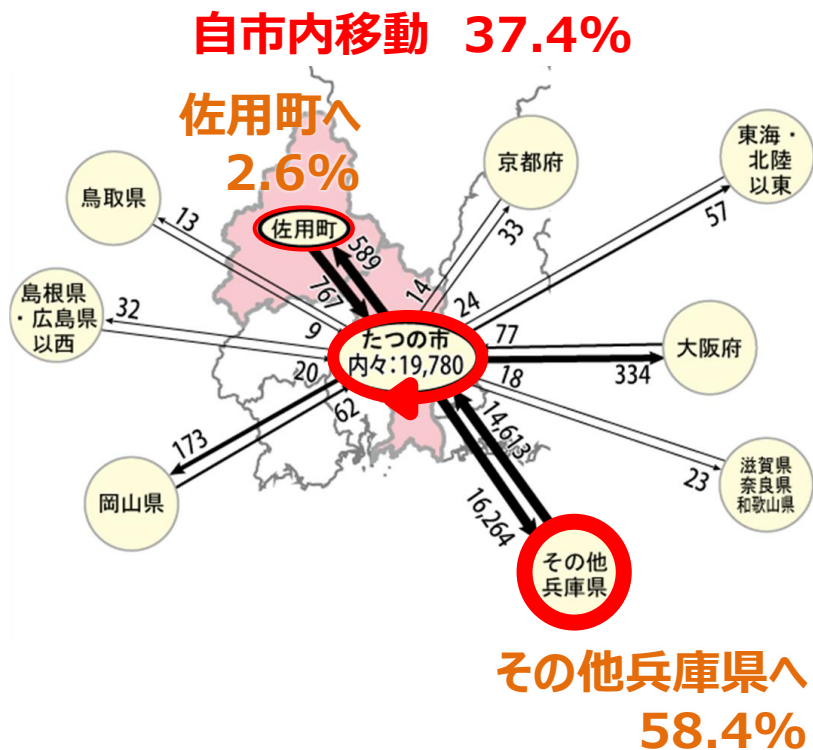 自市内移動 37.4%
佐用町へ
2.6%
京都府
東海・
北陸
以東
鳥取県
13
佐用町
589
33
57
767
14
24
島根県
・広島県
以西
32
9
たつの市
内々:19,780
77
大阪府
20
18
334
62
173
14,613
23
滋賀県
奈良県
和歌山県
岡山県
16,264
その他
兵庫県
その他兵庫県へ
58.4%